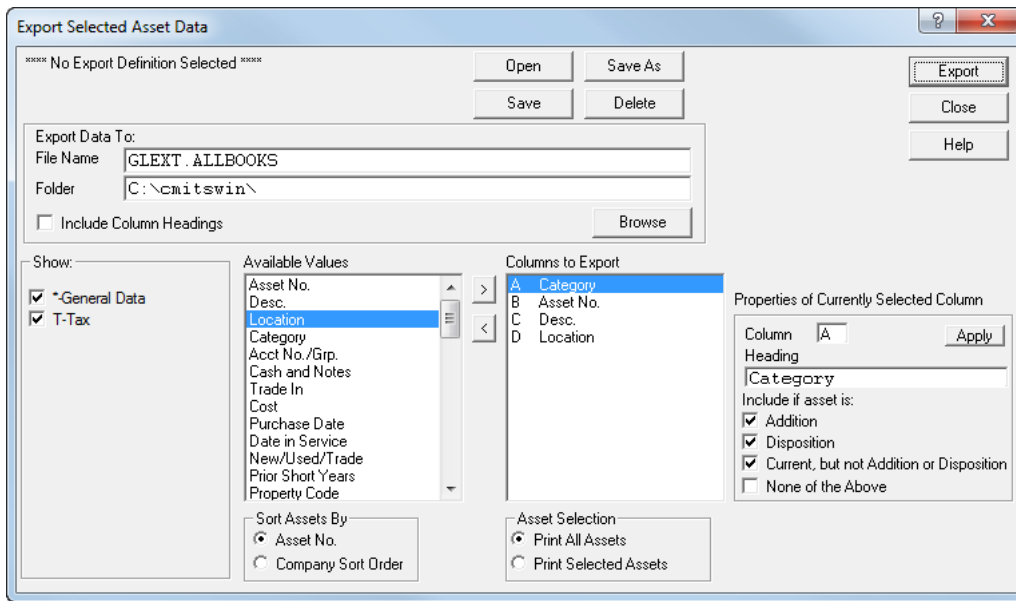 Export Selected Asset Data
**** No Export Definition Selected ****
Open
Save As
Save
Delete
Export
Close
Help
Export Data To:
File Name
GLEXT.ALLBOOKS
Folder
C:\cmitswin\
Include Column Headings
Browse
Show:
*-General Data
T-Tax
Available Values
Asset No.
Desc.
Location
Category
Acct No./Grp.
Cash and Notes
Trade In
Cost
Purchase Date
Date in Service
New/Used/Trade
Prior Short Years
Property Code
>
<
Columns to Export
A Category
B Asset No.
C Desc.
D Location
Properties of Currently Selected Column
Column A
Apply
Heading
Category
Include if asset is:
Addition
Disposition
Current, but not Addition or Disposition
None of the Above
Sort Assets By
Asset No.
Company Sort Order
Asset Selection
Print All Assets
Print Selected Assets